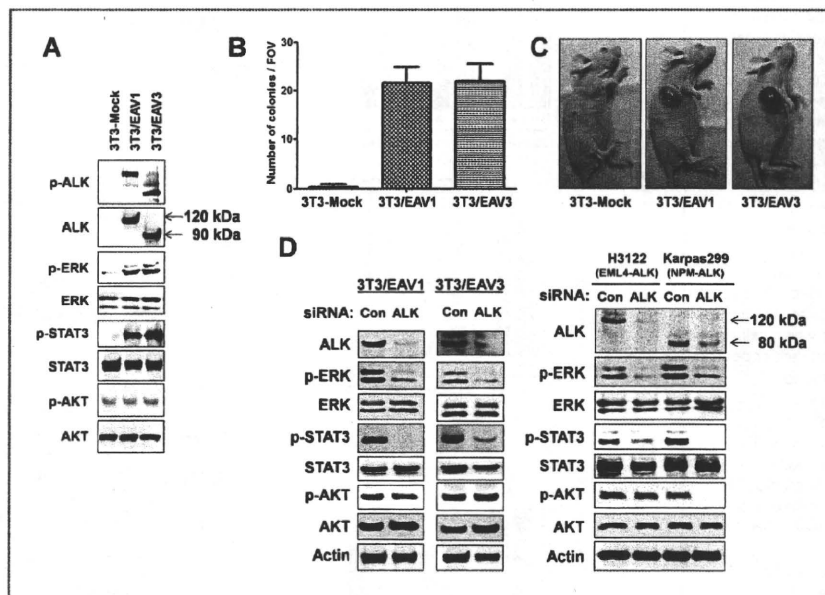 A
3T3-Mock
3T3/EAV1
3T3/EAV3
p-ALK
ALK
120 kDa
90 kDa
p-ERK
ERK
p-STAT3
STAT3
p-AKT
AKT
B
Number of colonies / FOV
30
20
10
0
3T3-Mock 3T3/EAV1 3T3/EAV3
C
3T3-Mock 3T3/EAV1 3T3/EAV3
D
3T3/EAV1 3T3/EAV3
siRNA: Con ALK Con ALK
ALK
p-ERK
ERK
p-STAT3
STAT3
p-AKT
AKT
Actin
H3122 Karpas299
(EML4-ALK) (NPM-ALK)
siRNA: Con ALK Con ALK
ALK
120 kDa
80 kDa
p-ERK
ERK
p-STAT3
STAT3
p-AKT
AKT
Actin